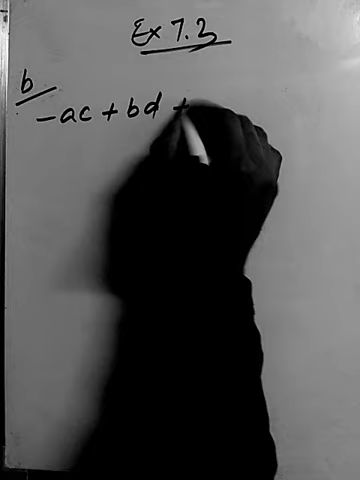 Ex 7.3
b
-ac + bd +